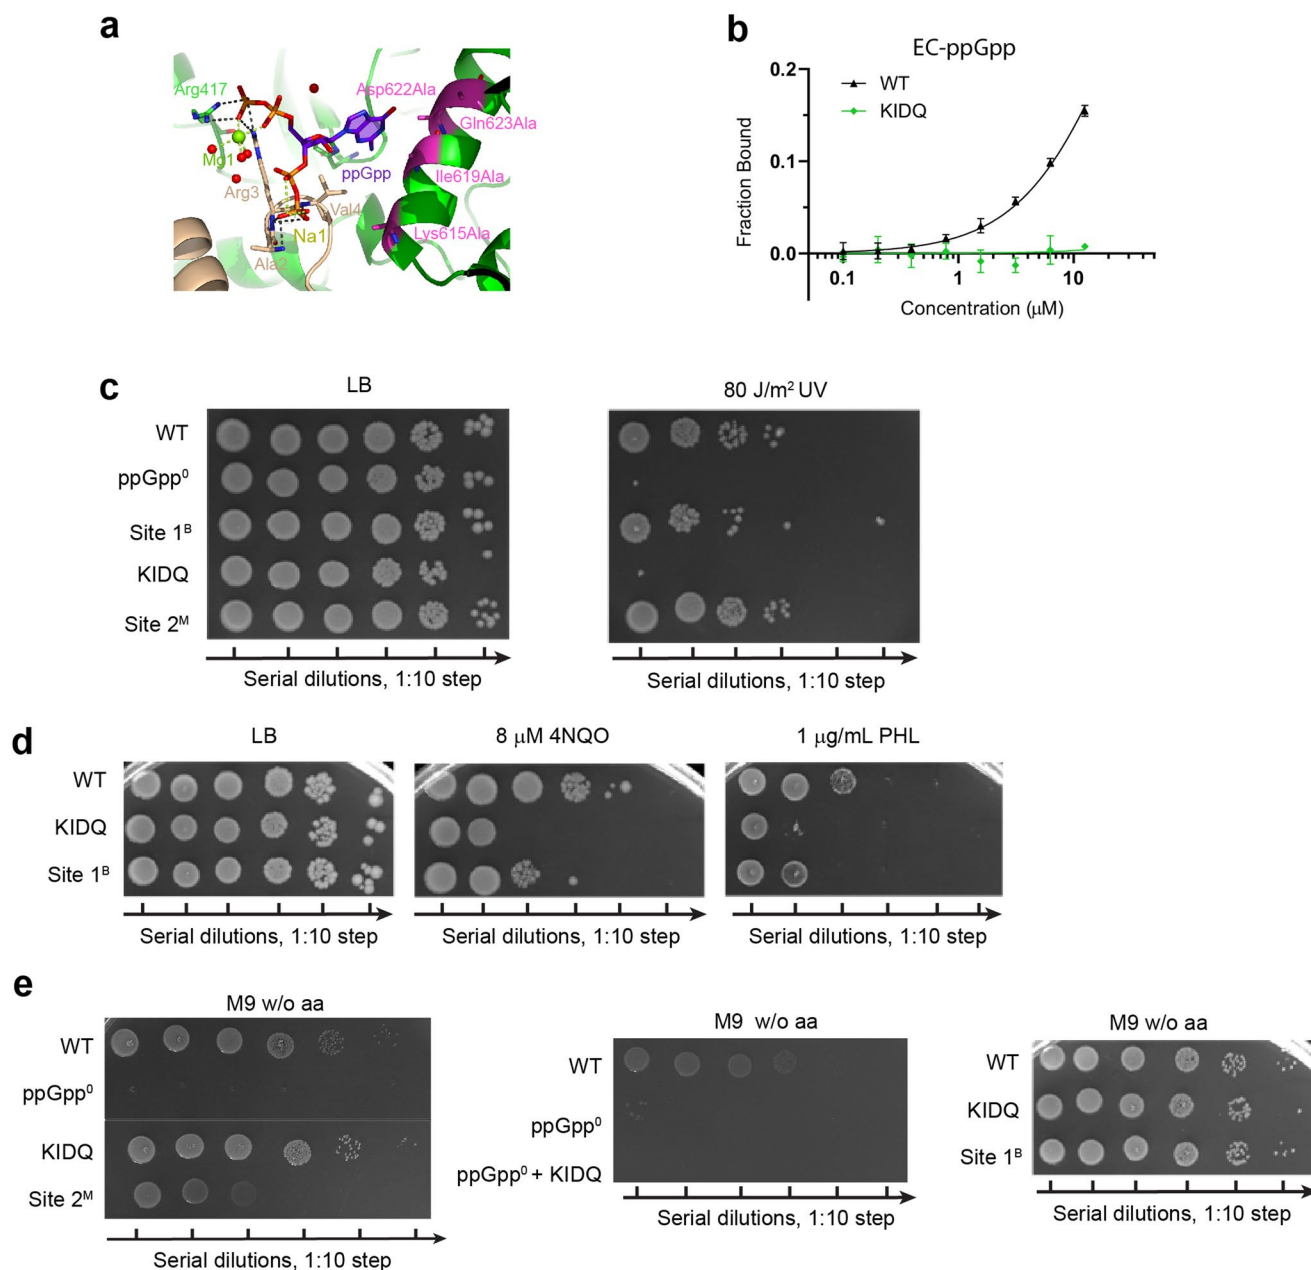 a
Arg417
Asp622Ala
Gln623Ala
Mg1
ppGpp
Ile619Ala
Arg3
Val4
Na1
Lys615Ala
Ala2
b
EC-ppGpp
WT
KIDQ
0.2
0.1
0.0
Fraction Bound
0.1
1
10
Concentration (μM)
c
LB
80 J/m² UV
WT
ppGpp⁰
Site 1ᴮ
KIDQ
Site 2ᴹ
Serial dilutions, 1:10 step
Serial dilutions, 1:10 step
d
LB
8 μM 4NQO
1 μg/mL PHL
WT
KIDQ
Site 1ᴮ
Serial dilutions, 1:10 step
Serial dilutions, 1:10 step
Serial dilutions, 1:10 step
e
M9 w/o aa
WT
ppGpp⁰
KIDQ
Site 2ᴹ
Serial dilutions, 1:10 step
M9 w/o aa
WT
ppGpp⁰
ppGpp⁰ + KIDQ
Serial dilutions, 1:10 step
M9 w/o aa
WT
KIDQ
Site 1ᴮ
Serial dilutions, 1:10 step